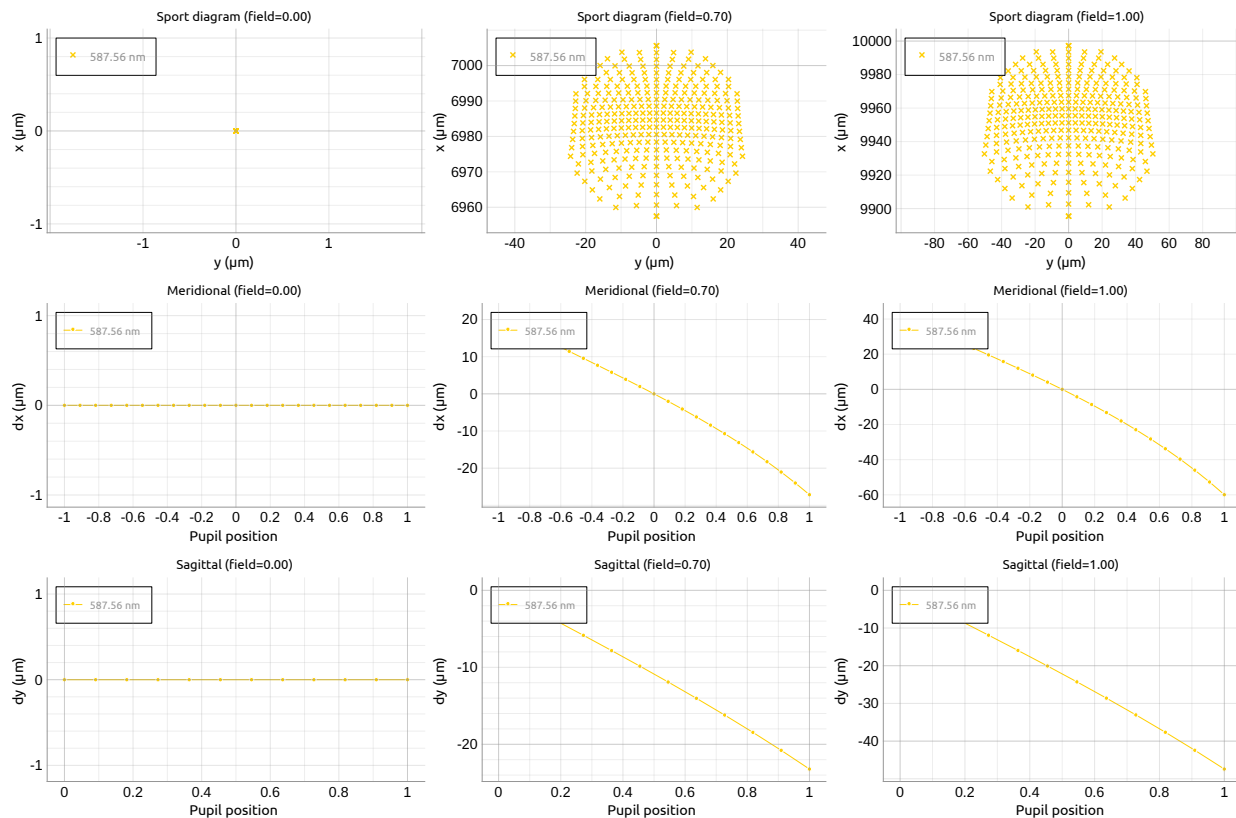 Sport diagram (field=0.00)
1
0
-1
x (µm)
587.56 nm
-1 0 1
y (µm)
Sport diagram (field=0.70)
7000
6990
6980
6970
6960
x (µm)
587.56 nm
-40 -20 0 20 40
y (µm)
Sport diagram (field=1.00)
10000
9980
9960
9940
9920
9900
x (µm)
587.56 nm
-80 -60 -40 -20 0 20 40 60 80
y (µm)
Meridional (field=0.00)
1
0
-1
dx (µm)
587.56 nm
-1 -0.8 -0.6 -0.4 -0.2 0 0.2 0.4 0.6 0.8 1
Pupil position
Meridional (field=0.70)
20
10
0
-10
-20
dx (µm)
587.56 nm
-1 -0.8 -0.6 -0.4 -0.2 0 0.2 0.4 0.6 0.8 1
Pupil position
Meridional (field=1.00)
40
20
0
-20
-40
-60
dx (µm)
587.56 nm
-1 -0.8 -0.6 -0.4 -0.2 0 0.2 0.4 0.6 0.8 1
Pupil position
Sagittal (field=0.00)
1
0
-1
dy (µm)
587.56 nm
0 0.2 0.4 0.6 0.8 1
Pupil position
Sagittal (field=0.70)
0
-10
-20
dy (µm)
587.56 nm
0 0.2 0.4 0.6 0.8 1
Pupil position
Sagittal (field=1.00)
0
-10
-20
-30
-40
dy (µm)
587.56 nm
0 0.2 0.4 0.6 0.8 1
Pupil position